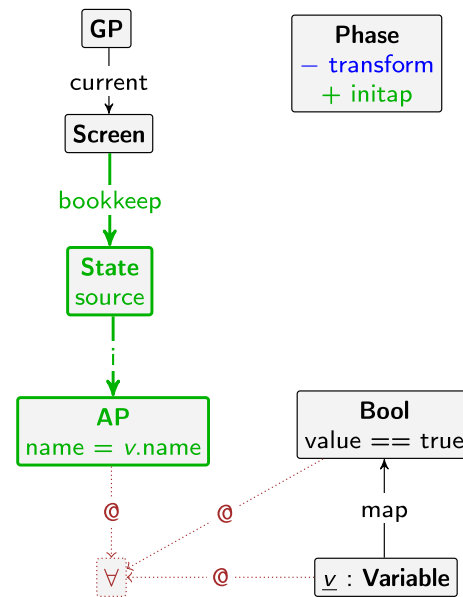 GP
Phase
− transform
+ initap
current
Screen
bookkeep
State
source
i
AP
name = v.name
Bool
value == true
@
@
map
∀
@
v : Variable